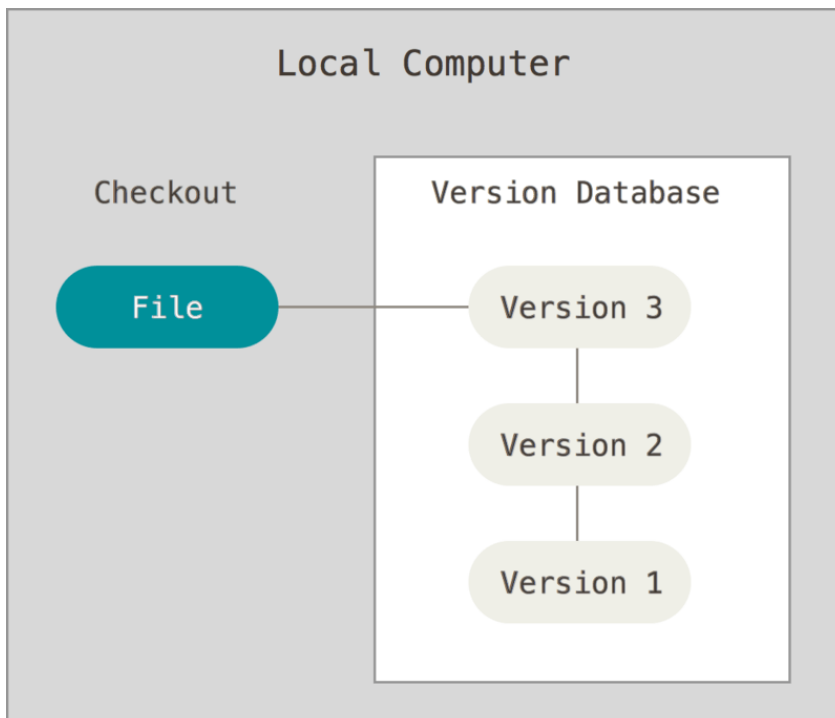 Local Computer
Checkout
Version Database
File
Version 3
Version 2
Version 1